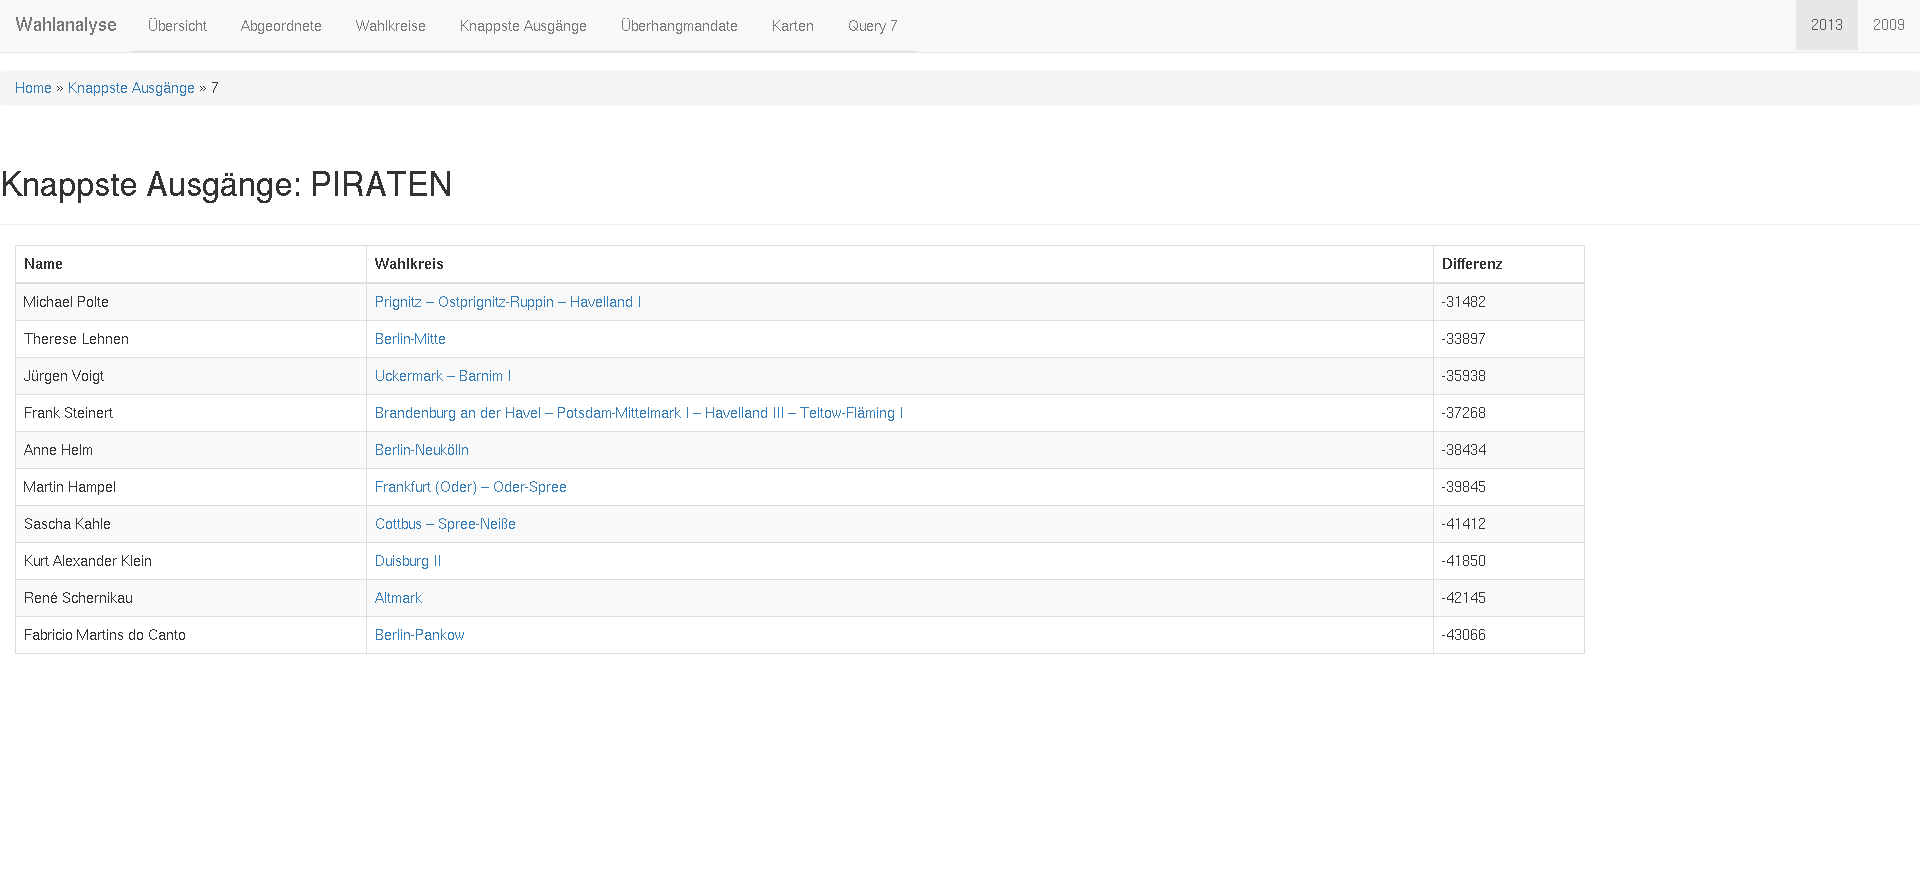 Wahlanalyse Übersicht Abgeordnete Wahlkreise Knappste Ausgänge Überhangmandate Karten Query 7 2013 2009
Home » Knappste Ausgänge » 7
Knappste Ausgänge: PIRATEN
Name Wahlkreis Differenz
Michael Polte Prignitz – Ostprignitz-Ruppin – Havelland I -31482
Therese Lehnen Berlin-Mitte -33897
Jürgen Voigt Uckermark – Barnim I -35938
Frank Steinert Brandenburg an der Havel – Potsdam-Mittelmark I – Havelland III – Teltow-Fläming I -37268
Anne Helm Berlin-Neukölln -38434
Martin Hampel Frankfurt (Oder) – Oder-Spree -39845
Sascha Kahle Cottbus – Spree-Neiße -41412
Kurt Alexander Klein Duisburg II -41850
René Schernikau Altmark -42145
Fabricio Martins do Canto Berlin-Pankow -43066